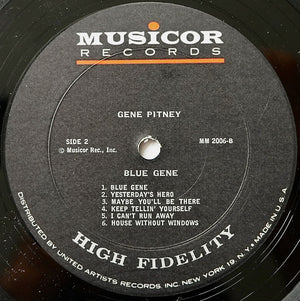 MUSICOR
RECORDS
GENE PITNEY
SIDE 2
© Musicor Rec., Inc.
MM 2006-B
BLUE GENE
1. BLUE GENE
2. YESTERDAY'S HERO
3. MAYBE YOU'LL BE THERE
4. KEEP TELLIN' YOURSELF
5. I CAN'T RUN AWAY
6. HOUSE WITHOUT WINDOWS
HIGH FIDELITY
DISTRIBUTED BY UNITED ARTISTS RECORDS, INC. NEW YORK 19, N.Y. • MADE IN U.S.A.